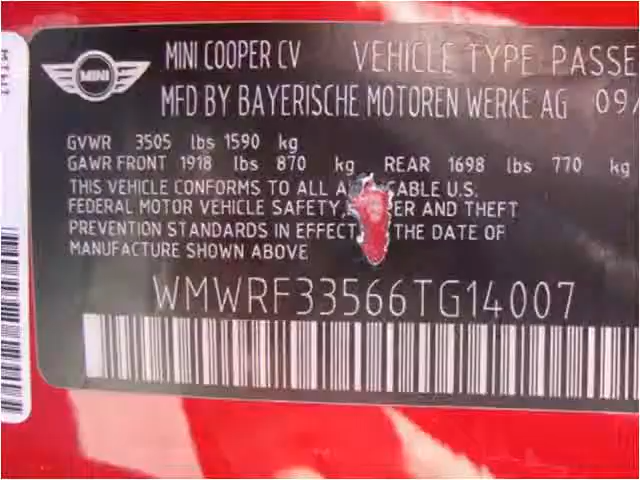 MINI
MINI COOPER CV VEHICLE TYPE PASSE
MFD BY BAYERISCHE MOTOREN WERKE AG 09/
GVWR 3505 lbs 1590 kg
GAWR FRONT 1918 lbs 870 kg REAR 1698 lbs 770 kg
THIS VEHICLE CONFORMS TO ALL A CABLE U.S.
FEDERAL MOTOR VEHICLE SAFETY, ER AND THEFT
PREVENTION STANDARDS IN EFFECT THE DATE OF
MANUFACTURE SHOWN ABOVE
WMWRF33566TG14007